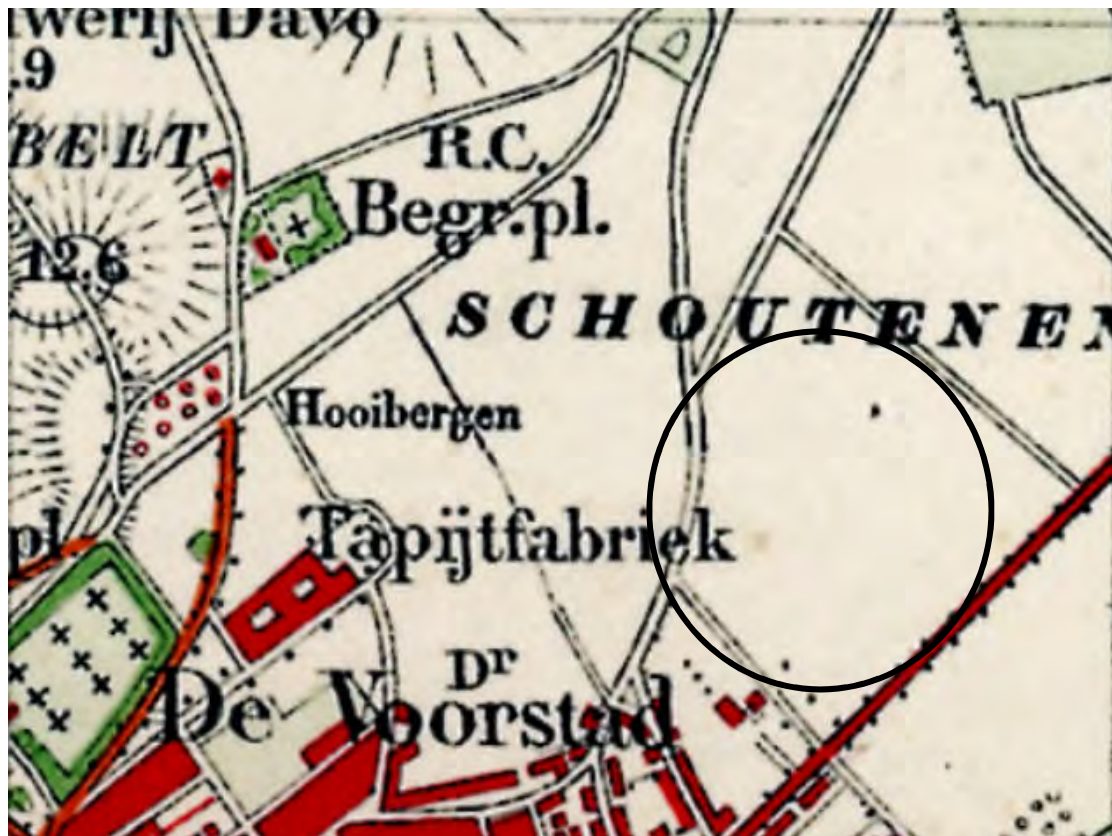 werij Davo
.9
BELT
R.C.
Begr.pl.
12.6
SCHOUTENEN
Hooibergen
Tapijtfabriek
pl.
Dr
De Voorstad